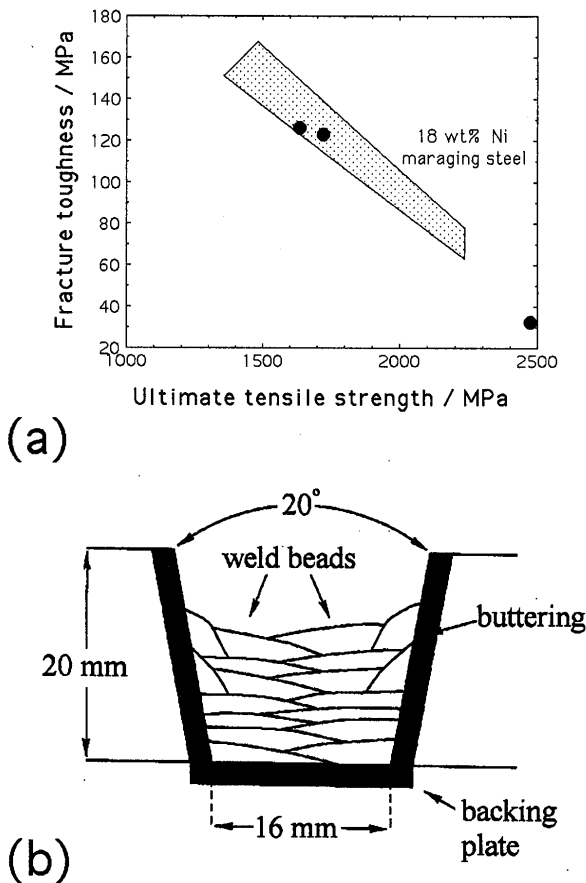 180
160
140
120
100
80
60
40
20
Fracture toughness / MPa
18 wt% Ni
maraging steel
1000
1500
2000
2500
Ultimate tensile strength / MPa
(a)
20°
weld beads
buttering
20 mm
16 mm
backing
plate
(b)